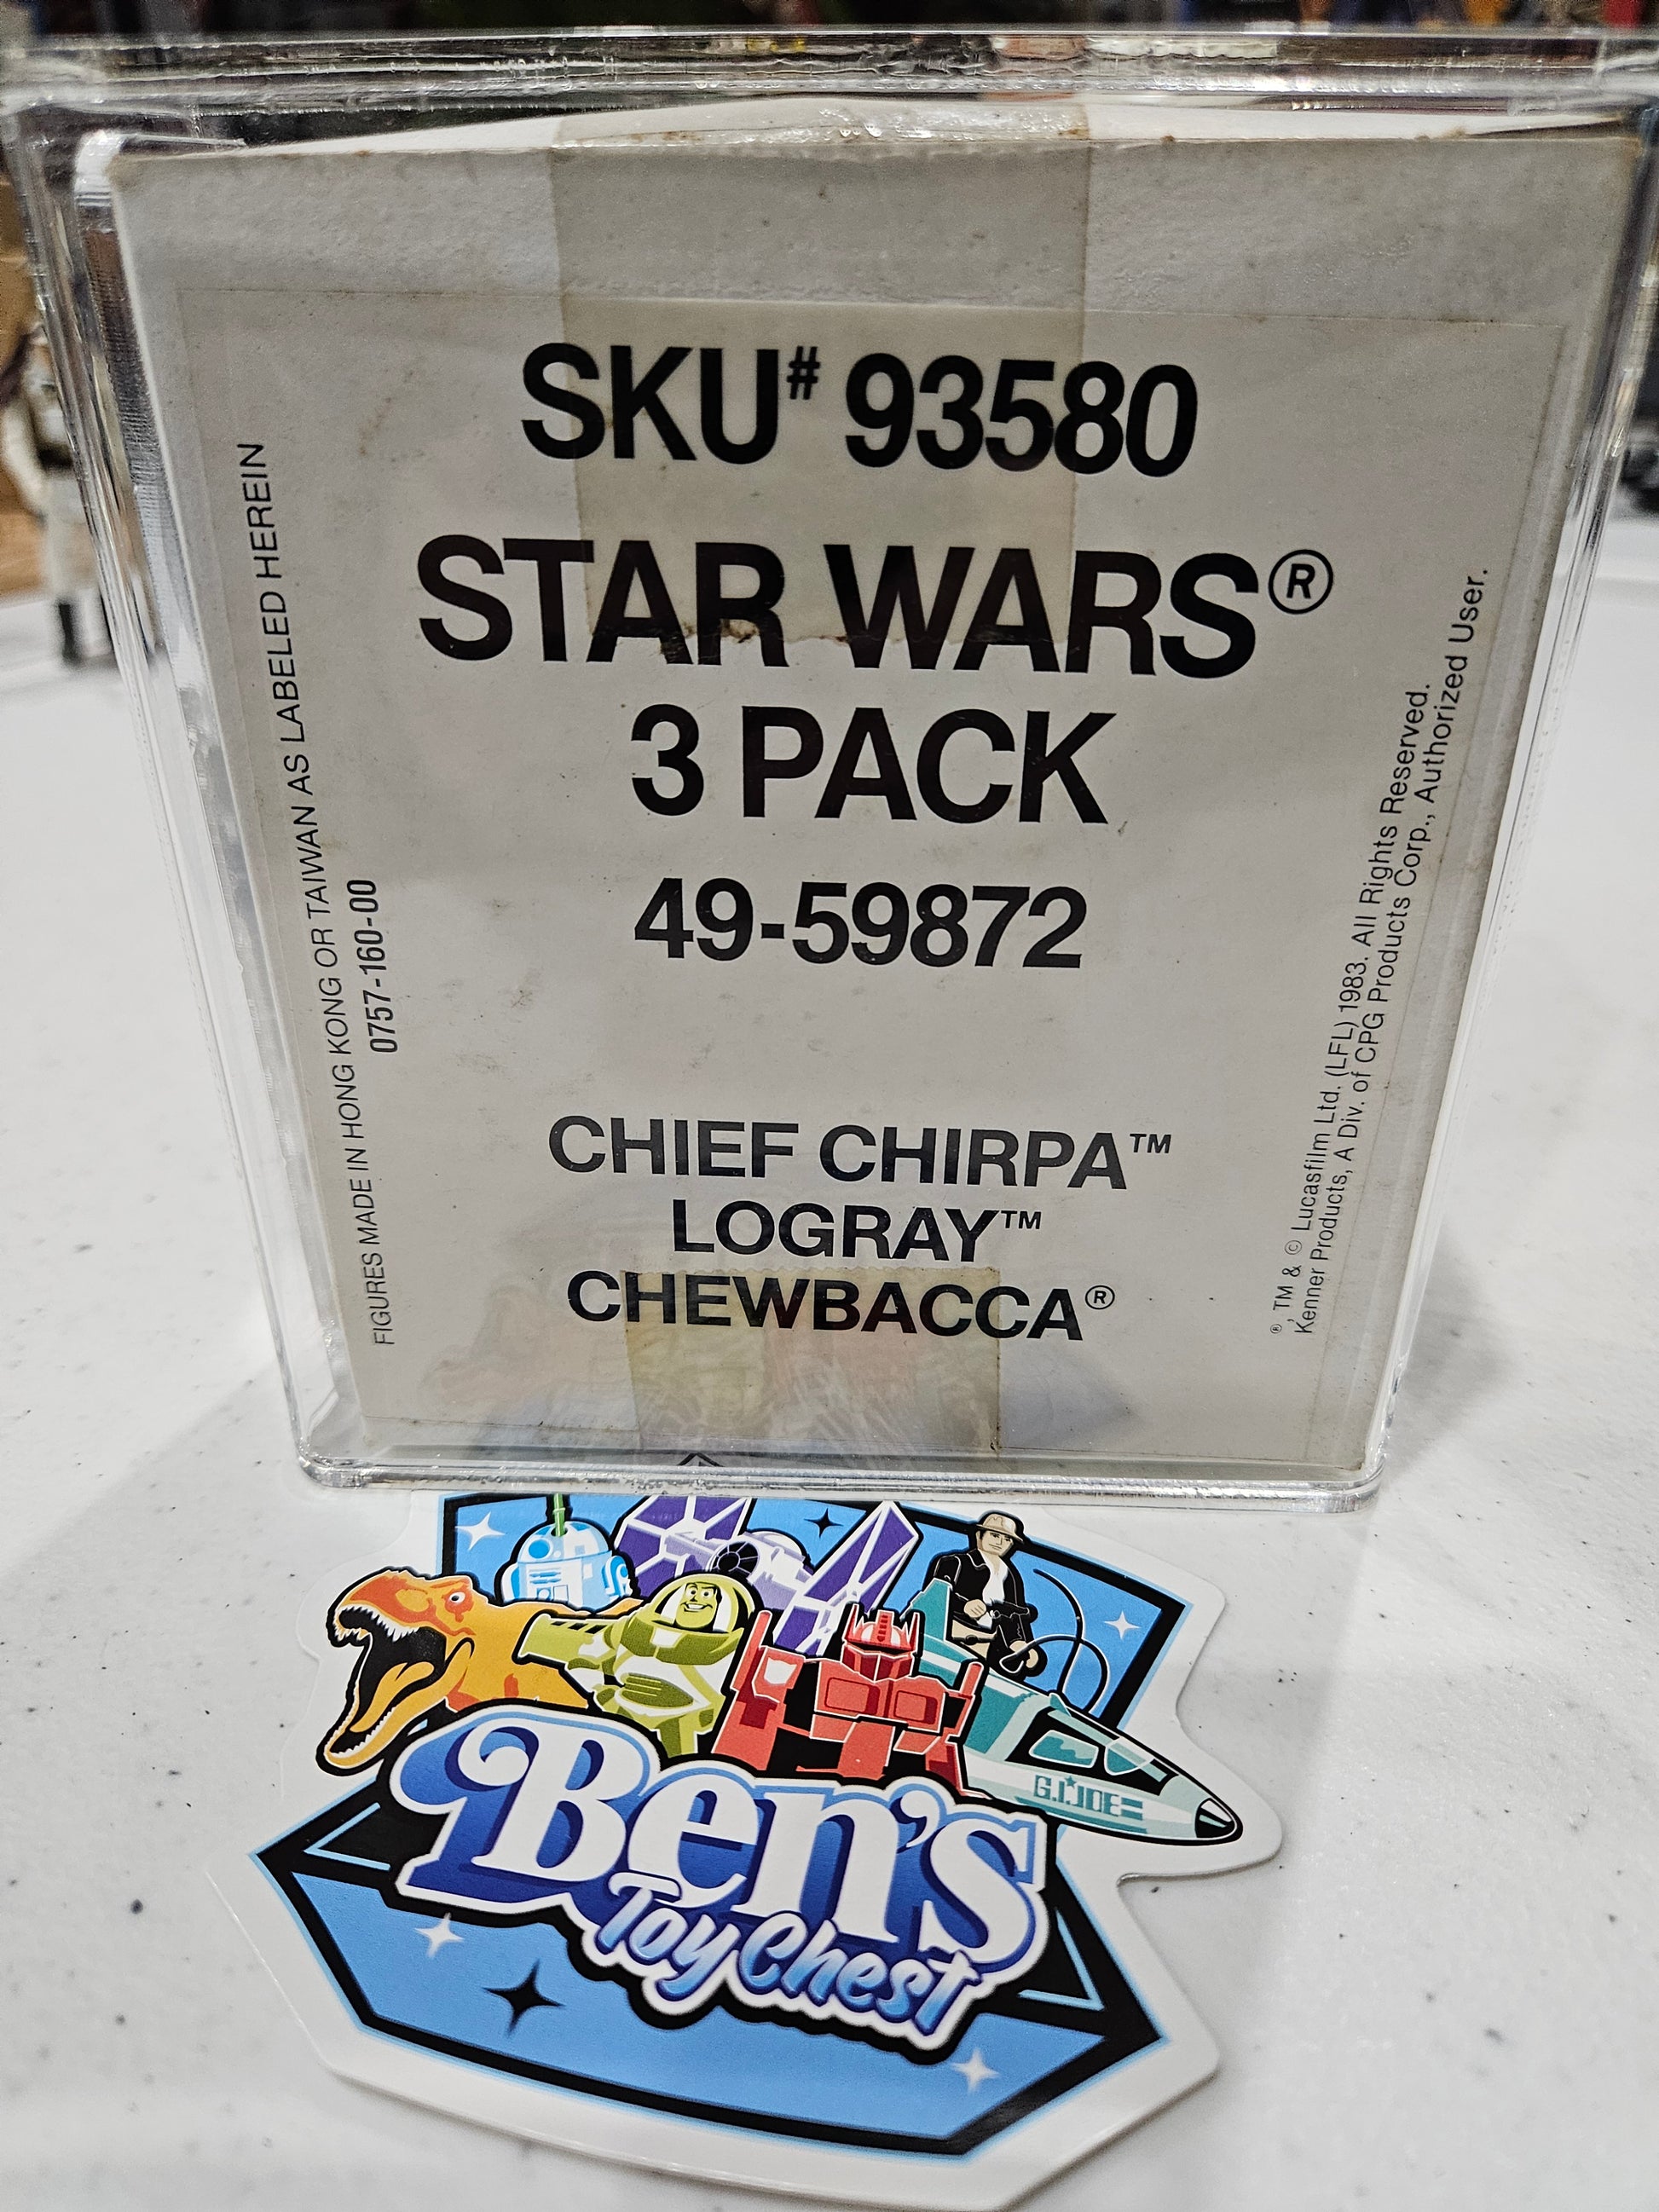 SKU# 93580
STAR WARS®
3 PACK
49-59872
CHIEF CHIRPA™
LOGRAY™
CHEWBACCA®
FIGURES MADE IN HONG KONG OR TAIWAN AS LABELED HEREIN
0757-160-00
®, TM & © Lucasfilm Ltd. (LFL) 1983. All Rights Reserved.
Kenner Products, A Div. of CPG Products Corp., Authorized User.
G.I.JOE
Ben's
Toy Chest